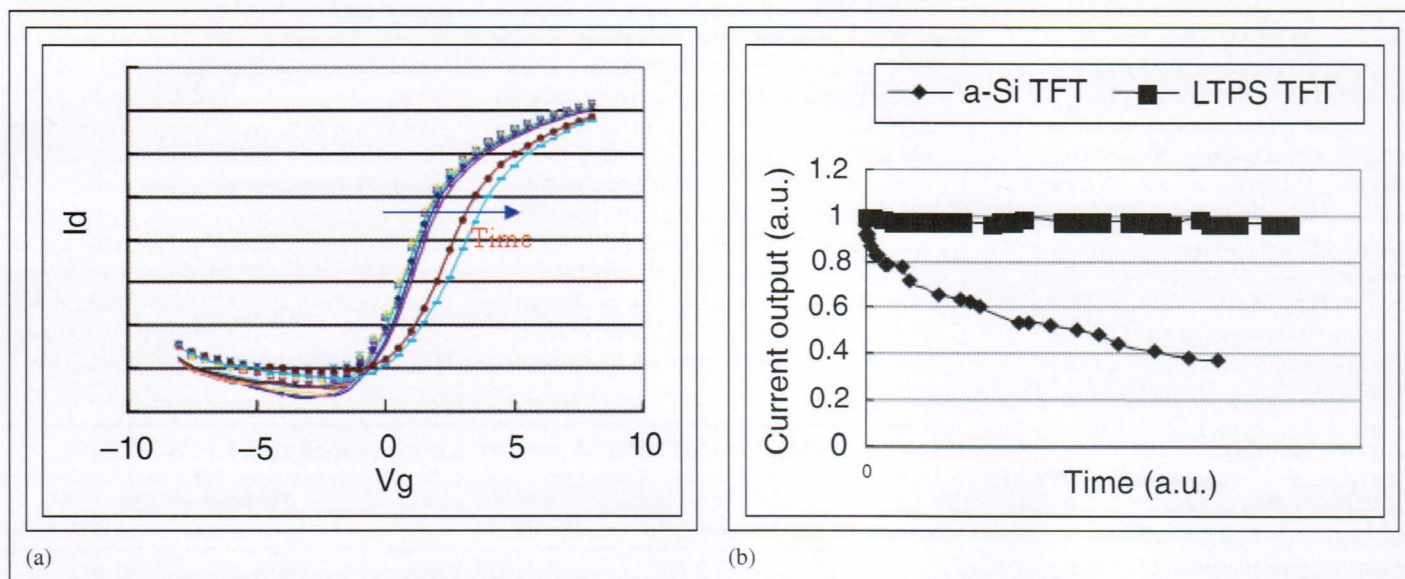 Id
Time
−10 −5 0 5 10
Vg
(a)
a-Si TFT LTPS TFT
Current output (a.u.)
1.2
1
0.8
0.6
0.4
0.2
0
0
Time (a.u.)
(b)